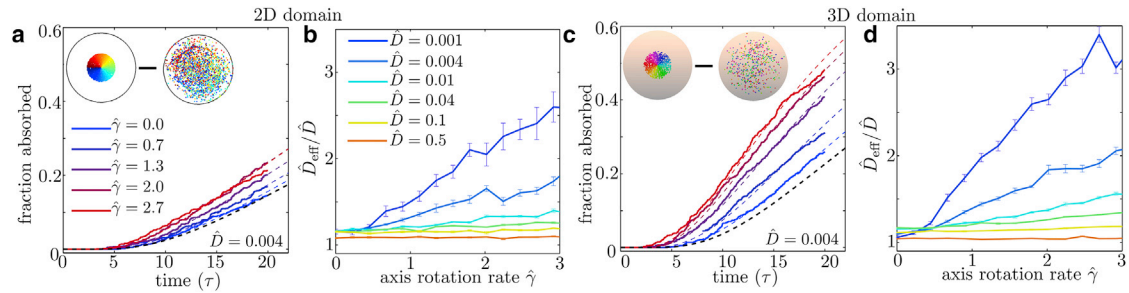 2D domain
3D domain
a
0.6
0.4
0.2
0
fraction absorbed
γ̂ = 0.0
γ̂ = 0.7
γ̂ = 1.3
γ̂ = 2.0
γ̂ = 2.7
D̂ = 0.004
0 5 10 15 20
time (τ)
b
3
2
1
D̂eff/D̂
D̂ = 0.001
D̂ = 0.004
D̂ = 0.01
D̂ = 0.04
D̂ = 0.1
D̂ = 0.5
0 1 2 3
axis rotation rate γ̂
c
0.6
0.4
0.2
0
fraction absorbed
D̂ = 0.004
0 5 10 15 20
time (τ)
d
3
2
1
D̂eff/D̂
0 1 2 3
axis rotation rate γ̂